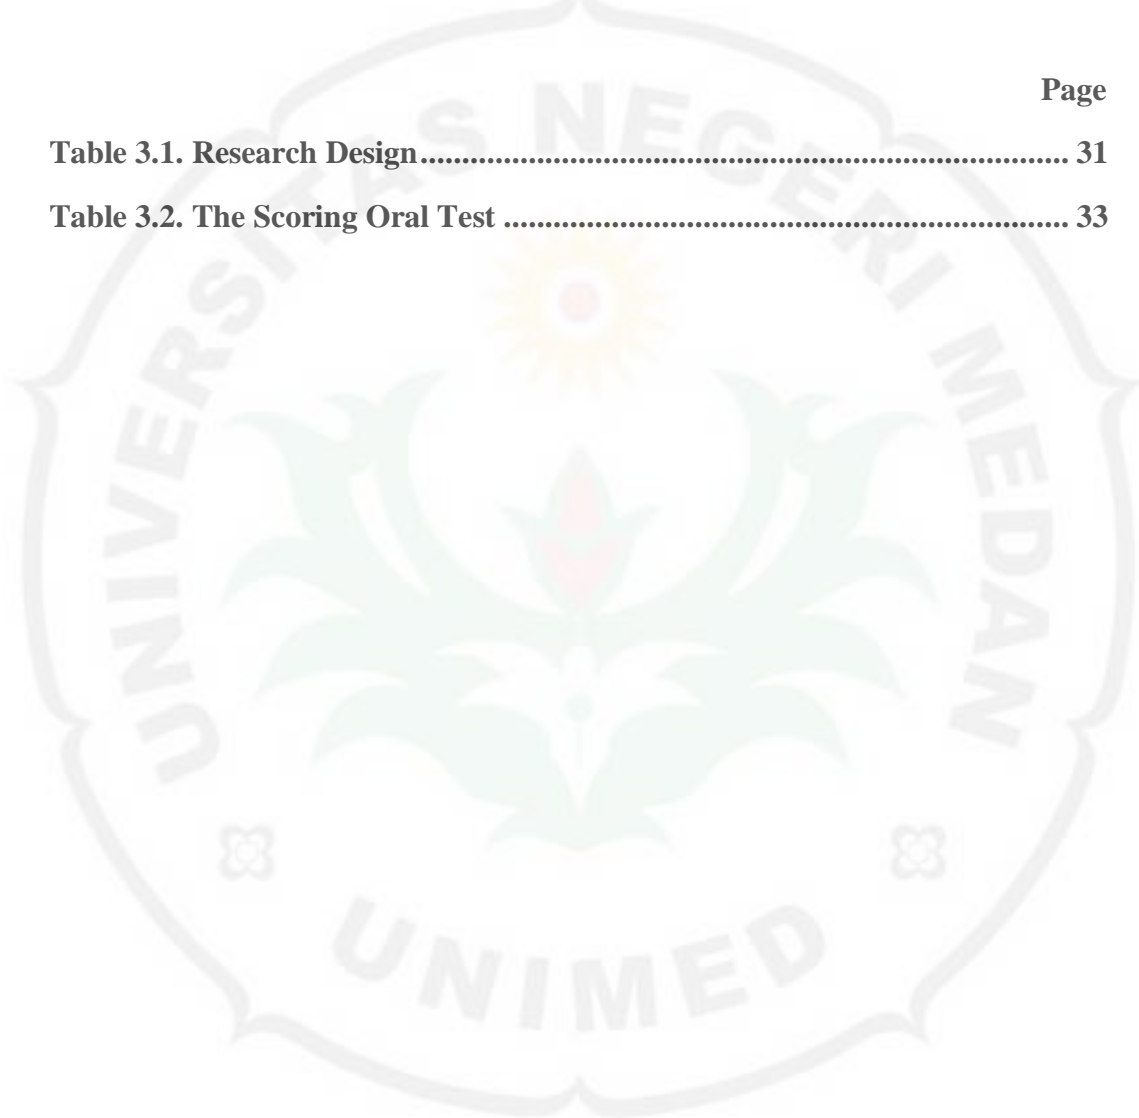 Page
Table 3.1. Research Design............................................................................... 31
Table 3.2. The Scoring Oral Test ..................................................................... 33
UNIVERSITAS NEGERI MEDAN
UNIMED